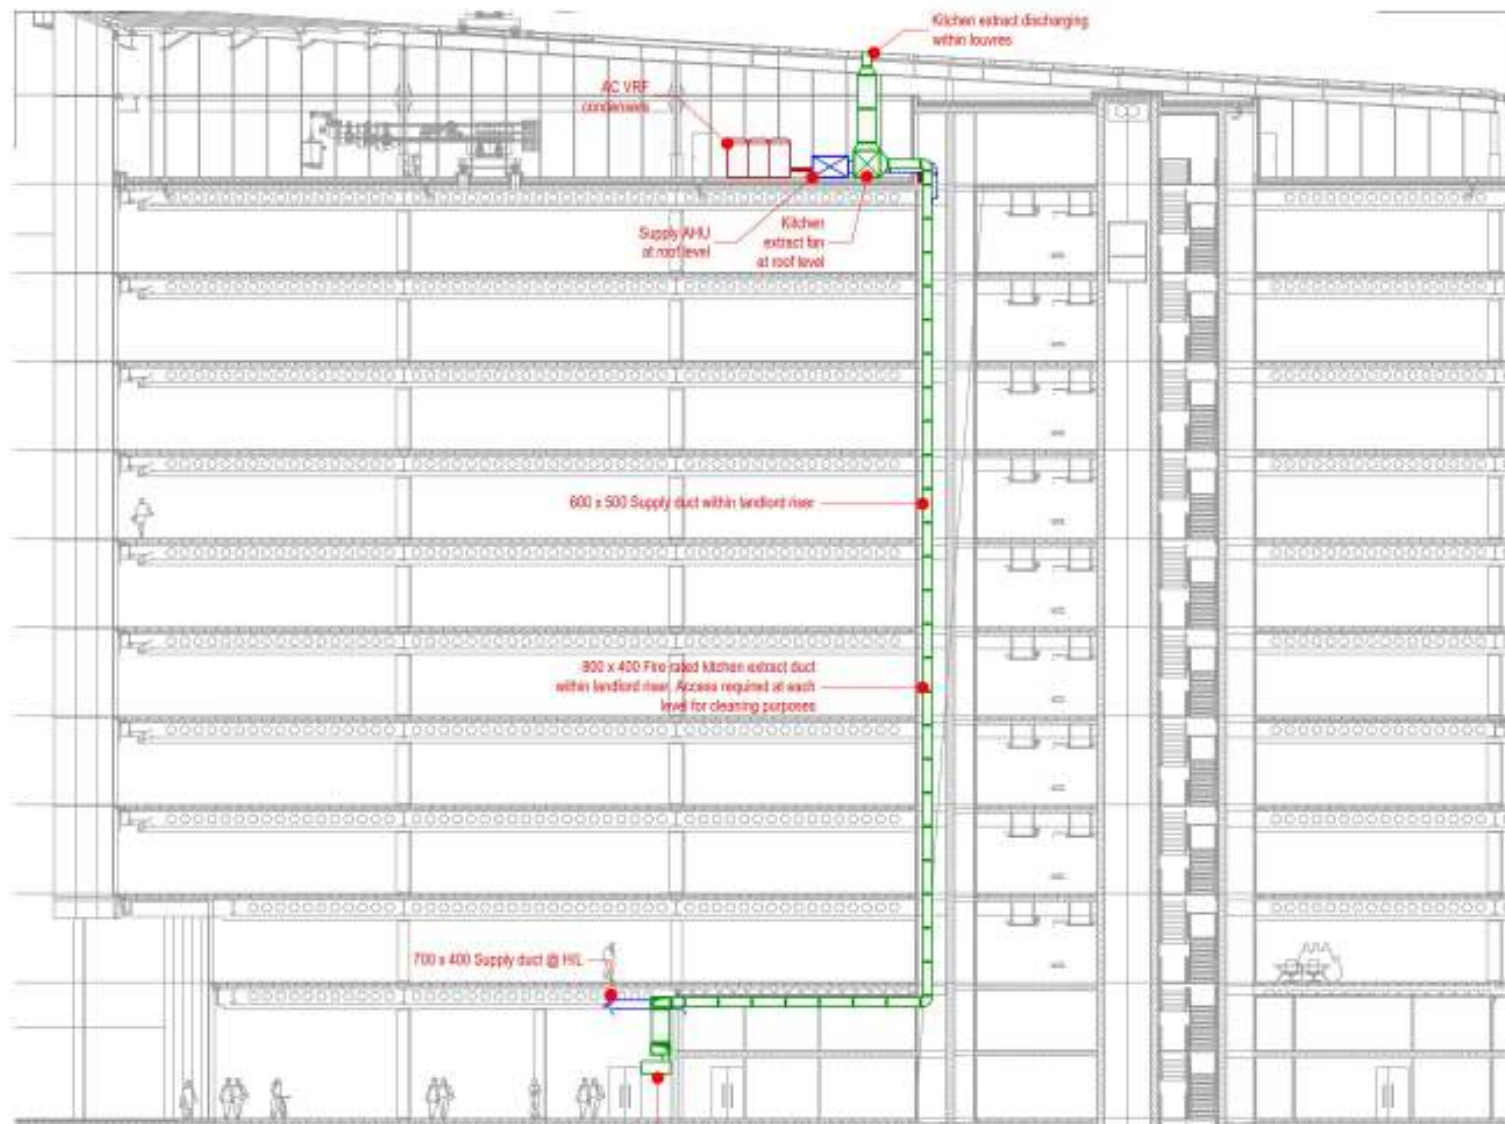 Kitchen extract discharging
within louvres
AC VRF
condensers
Supply AHU
at roof level
Kitchen
extract fan
at roof level
600 x 500 Supply duct within landlord riser
800 x 400 Fire rated kitchen extract duct
within landlord riser. Access required at each
level for cleaning purposes
700 x 400 Supply duct @ H/L